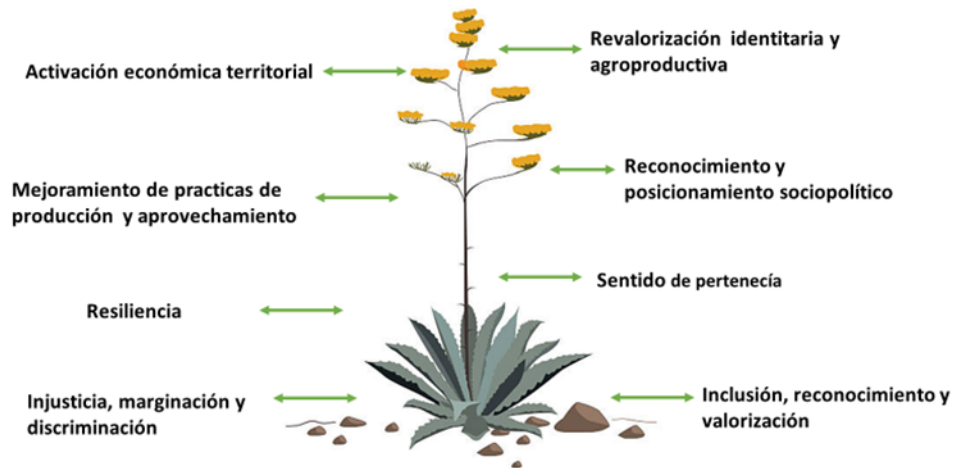 Revalorización identitaria y
agroproductiva
Activación económica territorial
Reconocimiento y
posicionamiento sociopolítico
Mejoramiento de practicas de
producción y aprovechamiento
Sentido de pertenecía
Resiliencia
Inclusión, reconocimiento y
valorización
Injusticia, marginación y
discriminación